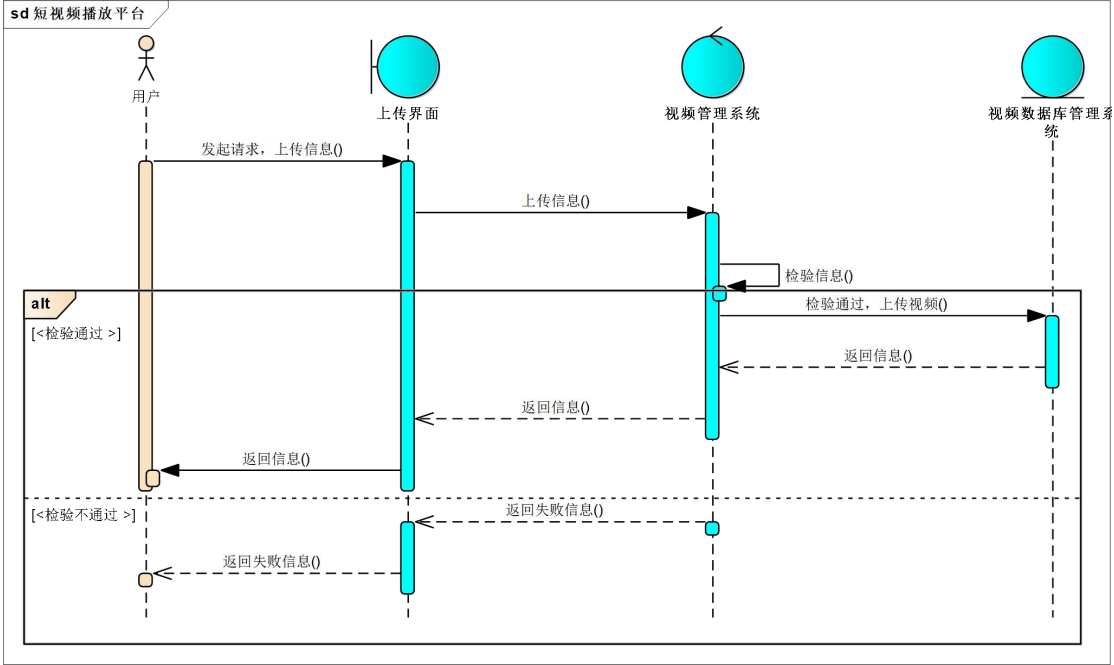 sd 短视频播放平台
用户
上传界面
视频管理系统
视频数据库管理系
统
发起请求，上传信息()
上传信息()
检验信息()
alt
[<检验通过 >]
检验通过，上传视频()
返回信息()
返回信息()
返回信息()
[<检验不通过 >]
返回失败信息()
返回失败信息()